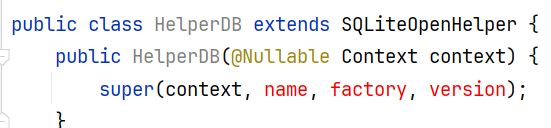 public class HelperDB extends SQLiteOpenHelper {
public HelperDB(@Nullable Context context) {
super(context, name, factory, version);
}